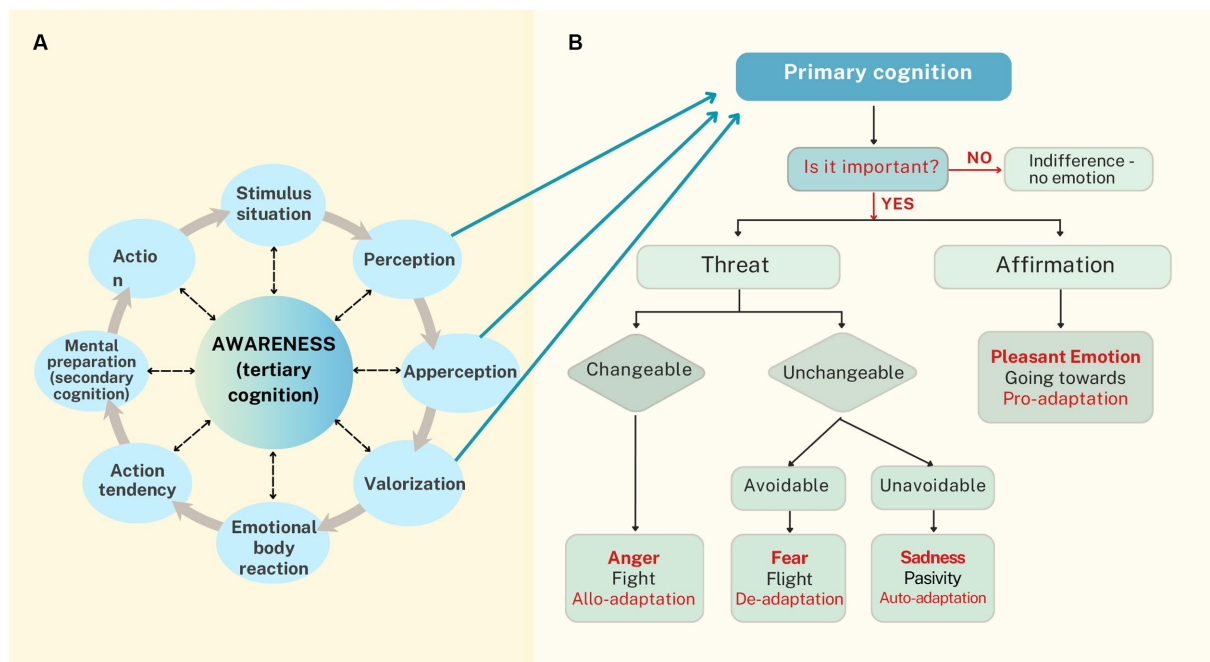 A
Stimulus
situation
Perception
Apperception
Valorization
Emotional
body
reaction
Action
tendency
Mental
preparation
(secondary
cognition)
Actio
n
AWARENESS
(tertiary
cognition)
B
Primary cognition
Is it important?
NO
Indifference -
no emotion
YES
Threat
Affirmation
Changeable
Unchangeable
Pleasant Emotion
Going towards
Pro-adaptation
Avoidable
Unavoidable
Anger
Fight
Allo-adaptation
Fear
Flight
De-adaptation
Sadness
Pasivity
Auto-adaptation